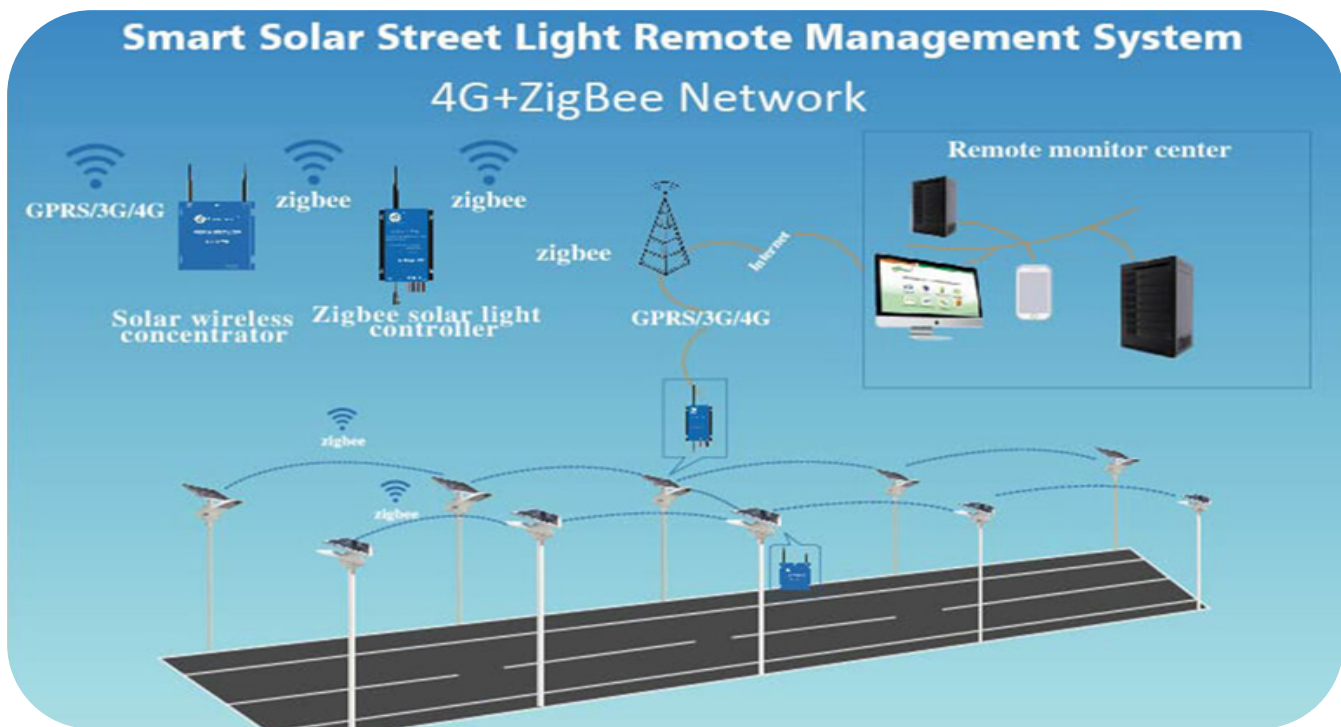 Smart Solar Street Light Remote Management System
4G+ZigBee Network
Remote monitor center
GPRS/3G/4G
zigbee
zigbee
zigbee
Internet
Solar wireless
concentrator
Zigbee solar light
controller
GPRS/3G/4G
zigbee
zigbee